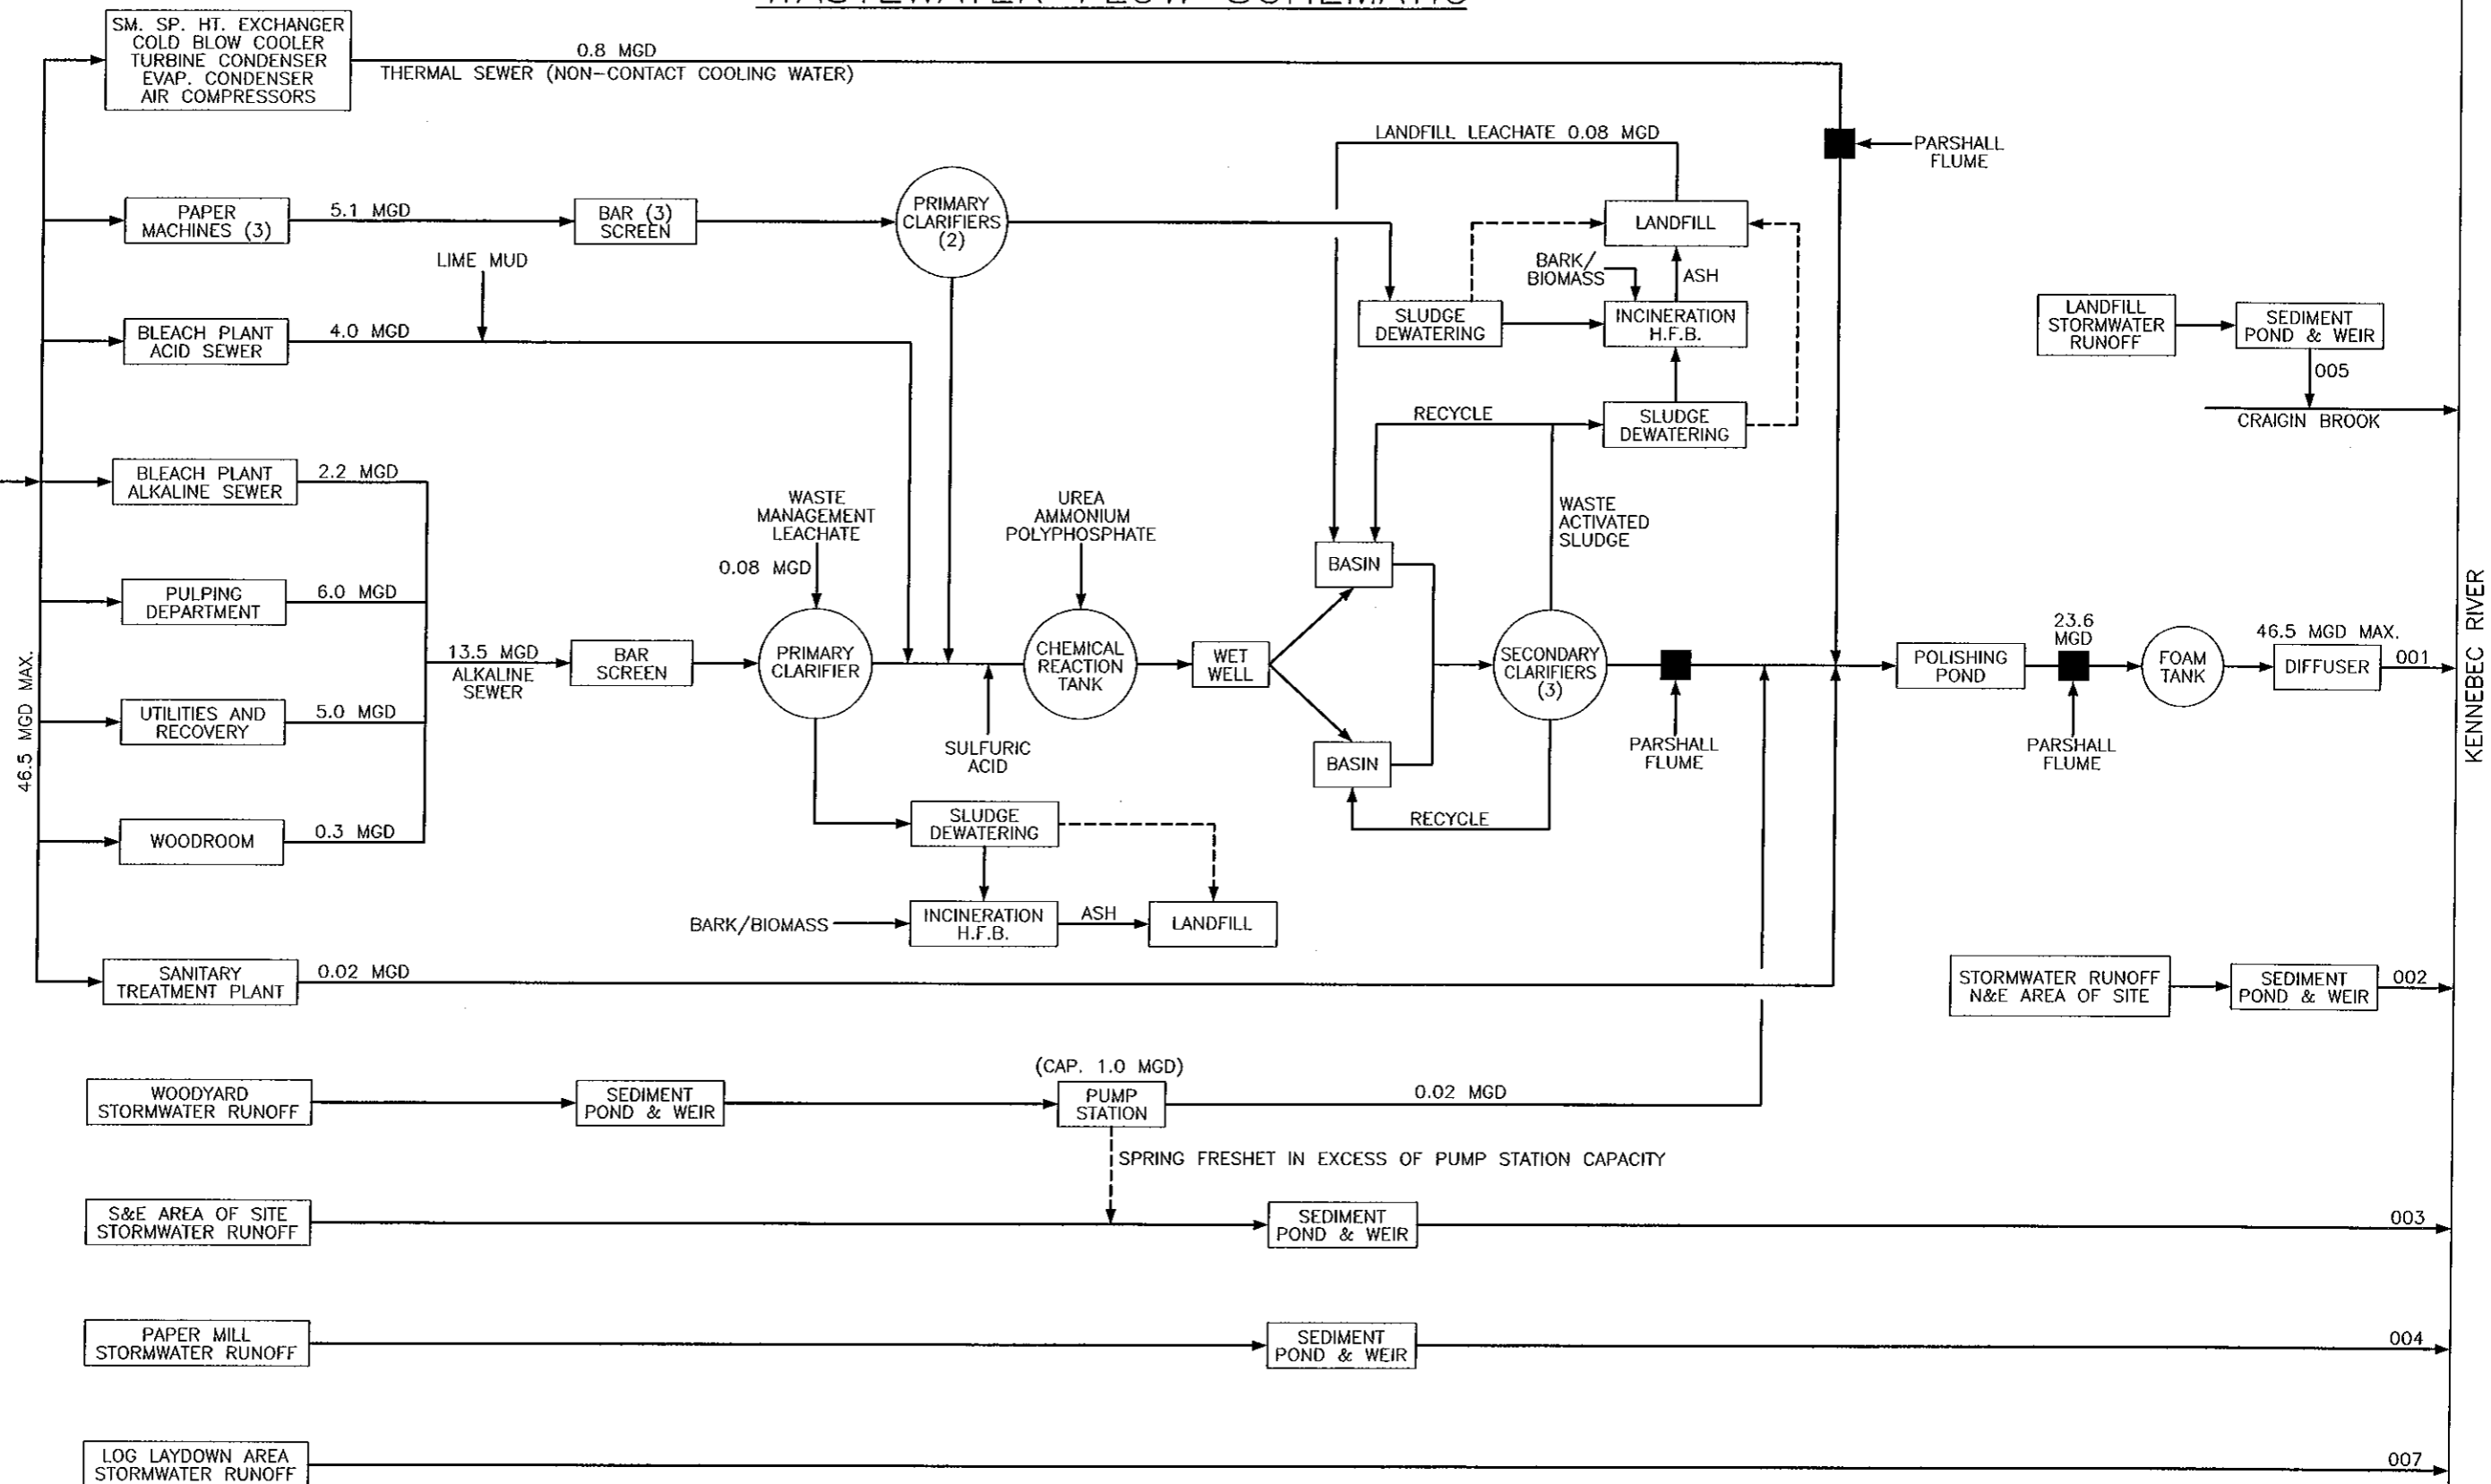 WASTEWATER FLOW SCHEMATIC
SM. SP. HT. EXCHANGER
COLD BLOW COOLER
TURBINE CONDENSER
EVAP. CONDENSER
AIR COMPRESSORS
0.8 MGD
THERMAL SEWER (NON-CONTACT COOLING WATER)
LANDFILL LEACHATE 0.08 MGD
PARSHALL
FLUME
PAPER
MACHINES (3)
5.1 MGD
BAR (3)
SCREEN
PRIMARY
CLARIFIERS
(2)
LANDFILL
LIME MUD
BARK/
BIOMASS
ASH
BLEACH PLANT
ACID SEWER
4.0 MGD
SLUDGE
DEWATERING
INCINERATION
H.F.B.
LANDFILL
STORMWATER
RUNOFF
SEDIMENT
POND & WEIR
005
CRAIGIN BROOK
RECYCLE
SLUDGE
DEWATERING
BLEACH PLANT
ALKALINE SEWER
2.2 MGD
WASTE
MANAGEMENT
LEACHATE
0.08 MGD
UREA
AMMONIUM
POLYPHOSPHATE
WASTE
ACTIVATED
SLUDGE
BASIN
PULPING
DEPARTMENT
6.0 MGD
13.5 MGD
ALKALINE
SEWER
BAR
SCREEN
PRIMARY
CLARIFIER
CHEMICAL
REACTION
TANK
WET
WELL
SECONDARY
CLARIFIERS
(3)
POLISHING
POND
23.6
MGD
FOAM
TANK
46.5 MGD MAX.
DIFFUSER
001
KENNEBEC RIVER
46.5 MGD MAX.
UTILITIES AND
RECOVERY
5.0 MGD
SULFURIC
ACID
BASIN
PARSHALL
FLUME
PARSHALL
FLUME
WOODROOM
0.3 MGD
SLUDGE
DEWATERING
RECYCLE
BARK/BIOMASS
INCINERATION
H.F.B.
ASH
LANDFILL
SANITARY
TREATMENT PLANT
0.02 MGD
STORMWATER RUNOFF
N&E AREA OF SITE
SEDIMENT
POND & WEIR
002
WOODYARD
STORMWATER RUNOFF
SEDIMENT
POND & WEIR
(CAP. 1.0 MGD)
PUMP
STATION
0.02 MGD
SPRING FRESHET IN EXCESS OF PUMP STATION CAPACITY
S&E AREA OF SITE
STORMWATER RUNOFF
SEDIMENT
POND & WEIR
003
PAPER MILL
STORMWATER RUNOFF
SEDIMENT
POND & WEIR
004
LOG LAYDOWN AREA
STORMWATER RUNOFF
007